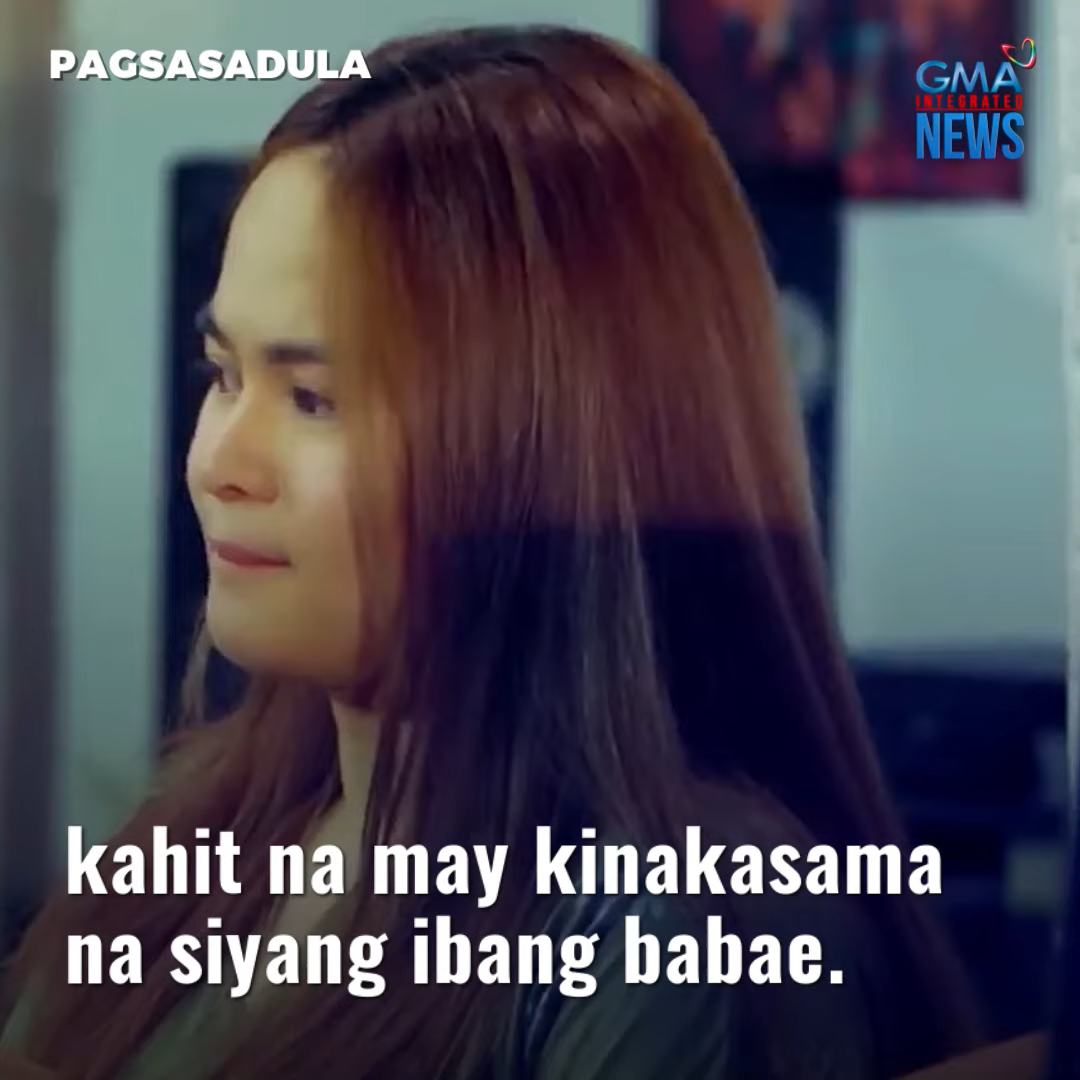 PAGSASADULA
GMA
INTEGRATED
NEWS
kahit na may kinakasama
na siyang ibang babae.